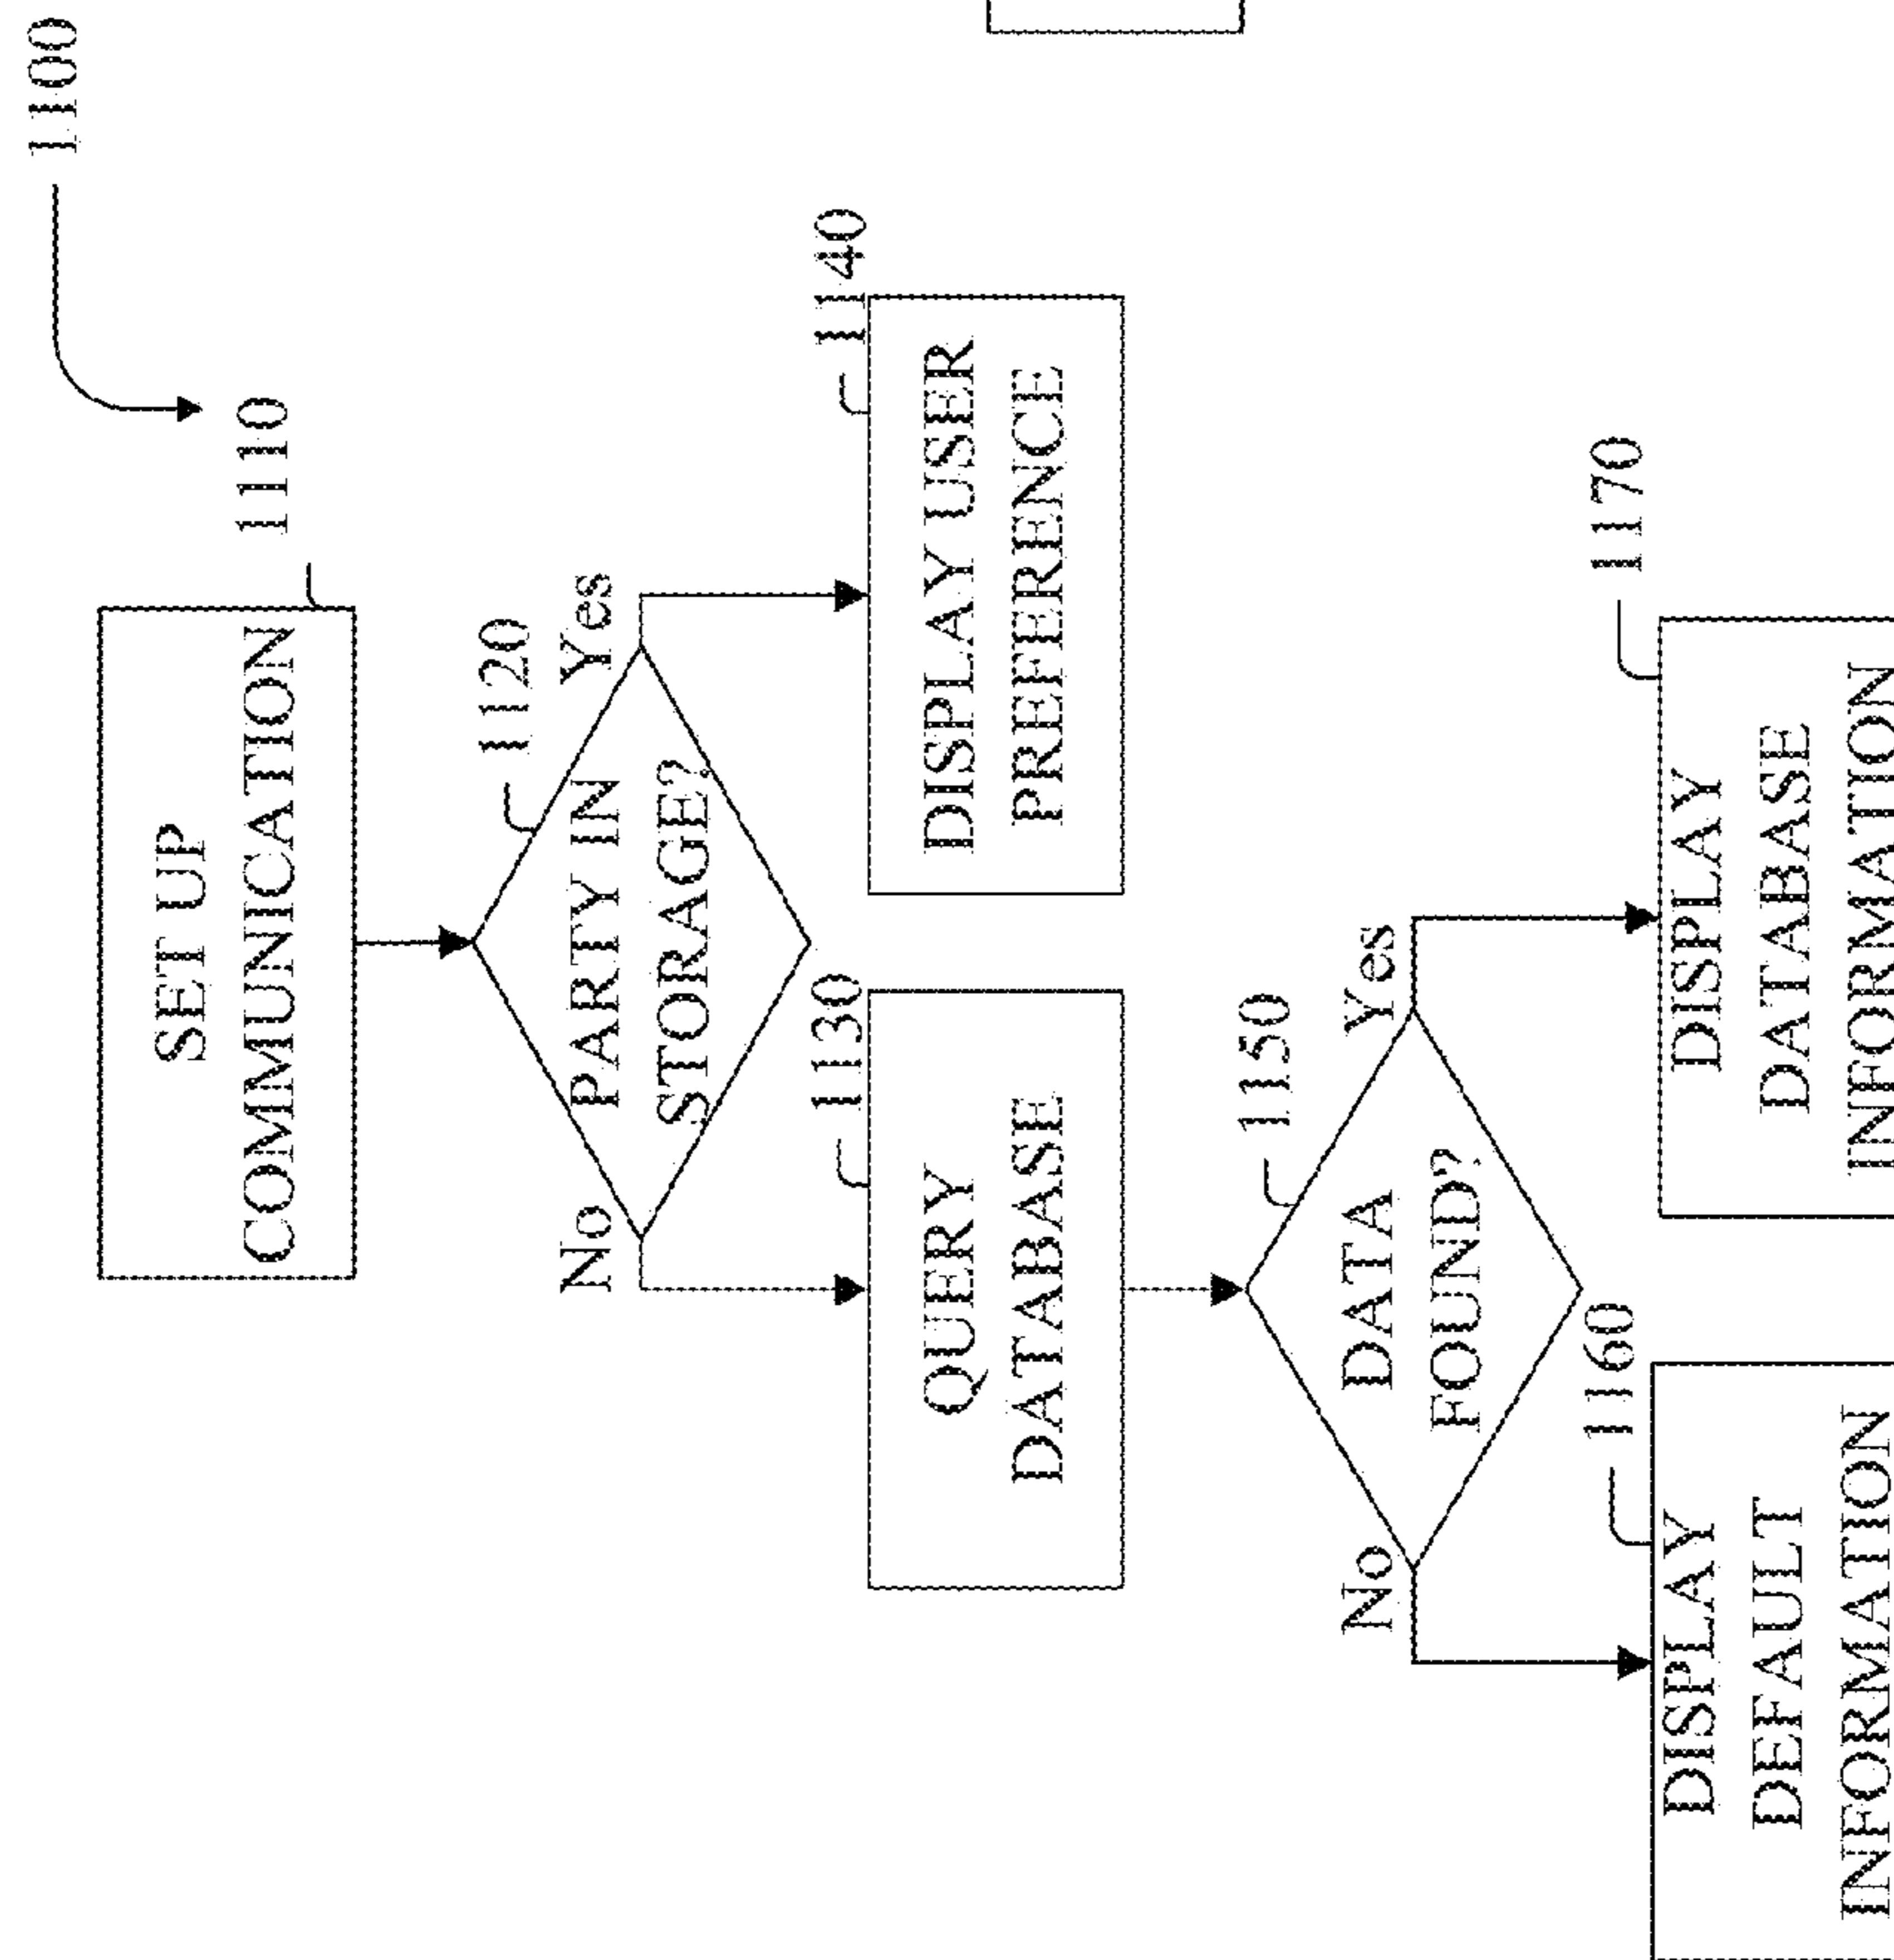 1100
1110
SET UP
COMMUNICATION
1120
PARTY IN
STORAGE?
No
Yes
1130
QUERY
DATABASE
1140
DISPLAY USER
PREFERENCE
1150
DATA
FOUND?
No
Yes
1160
DISPLAY
DEFAULT
INFORMATION
1170
DISPLAY
DATABASE
INFORMATION